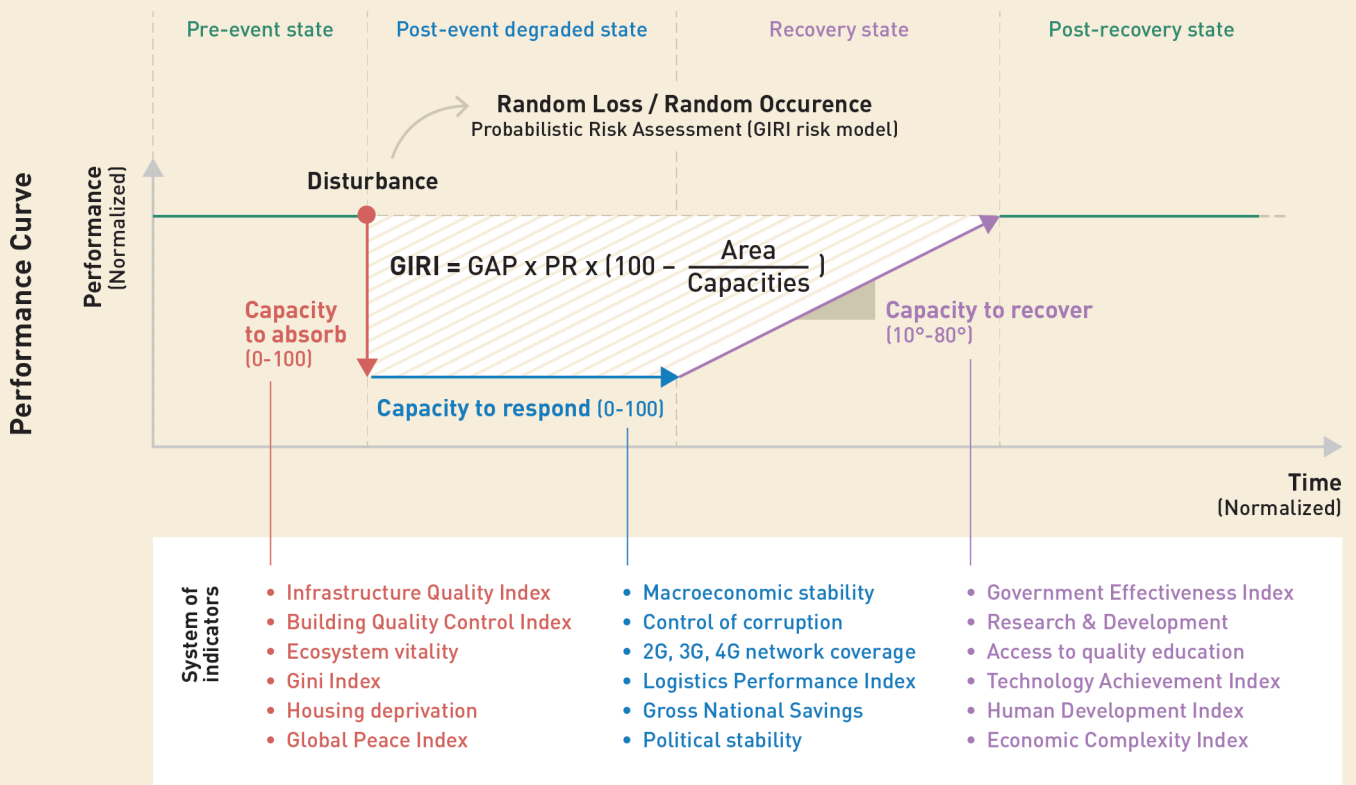 Pre-event state
Post-event degraded state
Recovery state
Post-recovery state
Random Loss / Random Occurence
Probabilistic Risk Assessment (GIRI risk model)
Disturbance
Performance Curve
Performance
(Normalized)
GIRI = GAP x PR x (100 – Area / Capacities )
Capacity
to absorb
(0-100)
Capacity to recover
(10°-80°)
Capacity to respond (0-100)
Time
(Normalized)
System of
indicators
• Infrastructure Quality Index
• Building Quality Control Index
• Ecosystem vitality
• Gini Index
• Housing deprivation
• Global Peace Index
• Macroeconomic stability
• Control of corruption
• 2G, 3G, 4G network coverage
• Logistics Performance Index
• Gross National Savings
• Political stability
• Government Effectiveness Index
• Research & Development
• Access to quality education
• Technology Achievement Index
• Human Development Index
• Economic Complexity Index